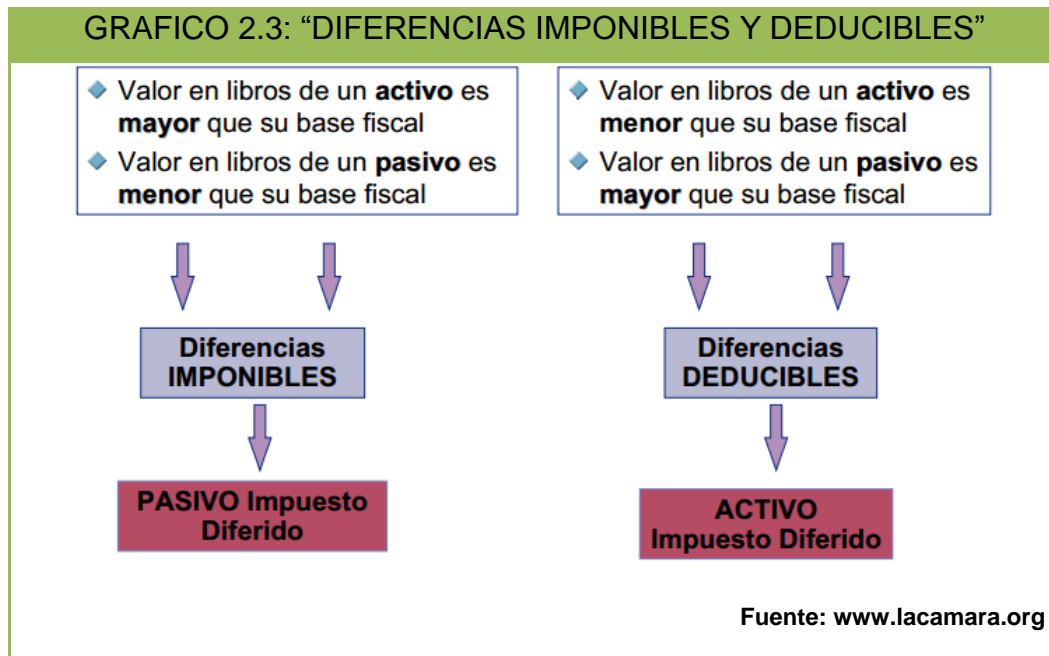 GRAFICO 2.3: “DIFERENCIAS IMPONIBLES Y DEDUCIBLES”
Valor en libros de un activo es
mayor que su base fiscal
Valor en libros de un pasivo es
menor que su base fiscal
Valor en libros de un activo es
menor que su base fiscal
Valor en libros de un pasivo es
mayor que su base fiscal
Diferencias
IMPONIBLES
Diferencias
DEDUCIBLES
PASIVO Impuesto
Diferido
ACTIVO
Impuesto Diferido
Fuente: www.lacamara.org